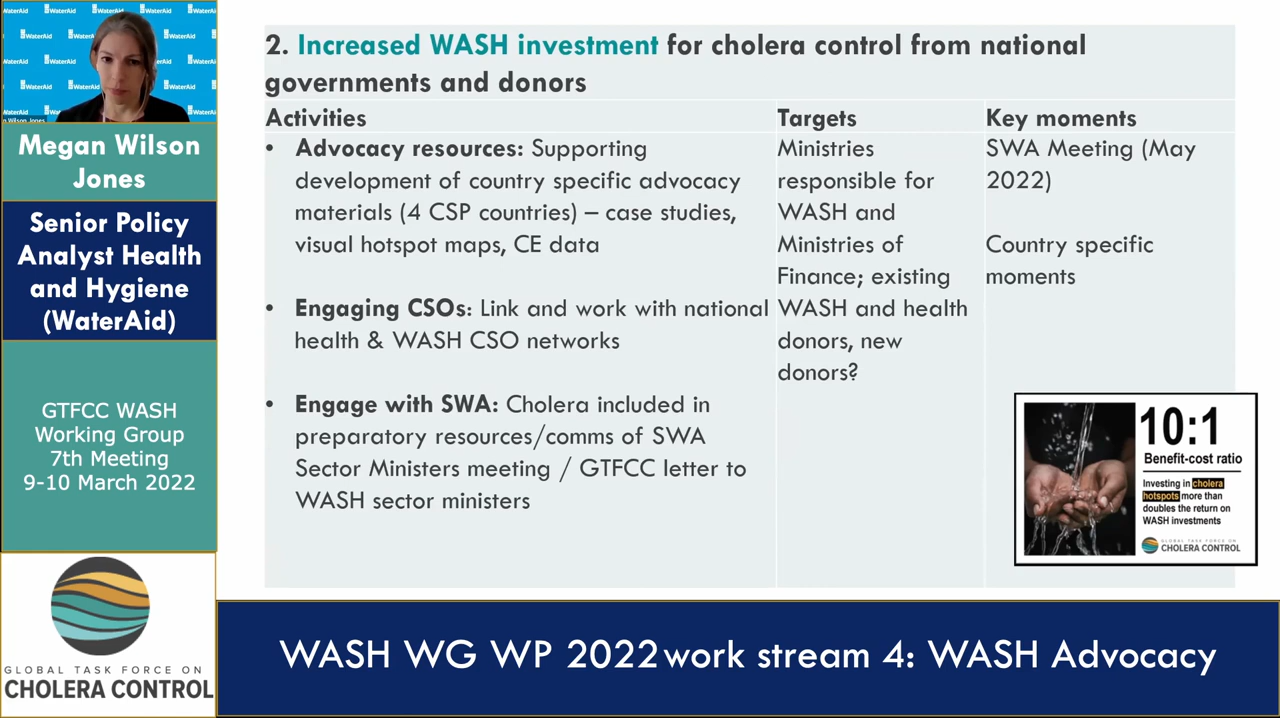 WaterAid
Megan Wilson
Jones
Senior Policy
Analyst Health
and Hygiene
(WaterAid)
GTFCC WASH
Working Group
7th Meeting
9-10 March 2022
GLOBAL TASK FORCE ON
CHOLERA CONTROL
2. Increased WASH investment for cholera control from national
governments and donors
Activities
• Advocacy resources: Supporting
development of country specific advocacy
materials (4 CSP countries) – case studies,
visual hotspot maps, CE data
• Engaging CSOs: Link and work with national
health & WASH CSO networks
• Engage with SWA: Cholera included in
preparatory resources/comms of SWA
Sector Ministers meeting / GTFCC letter to
WASH sector ministers
Targets
Ministries
responsible for
WASH and
Ministries of
Finance; existing
WASH and health
donors, new
donors?
Key moments
SWA Meeting (May
2022)
Country specific
moments
10:1
Benefit-cost ratio
Investing in cholera
hotspots more than
doubles the return on
WASH investments
GLOBAL TASK FORCE ON
CHOLERA CONTROL
WASH WG WP 2022 work stream 4: WASH Advocacy